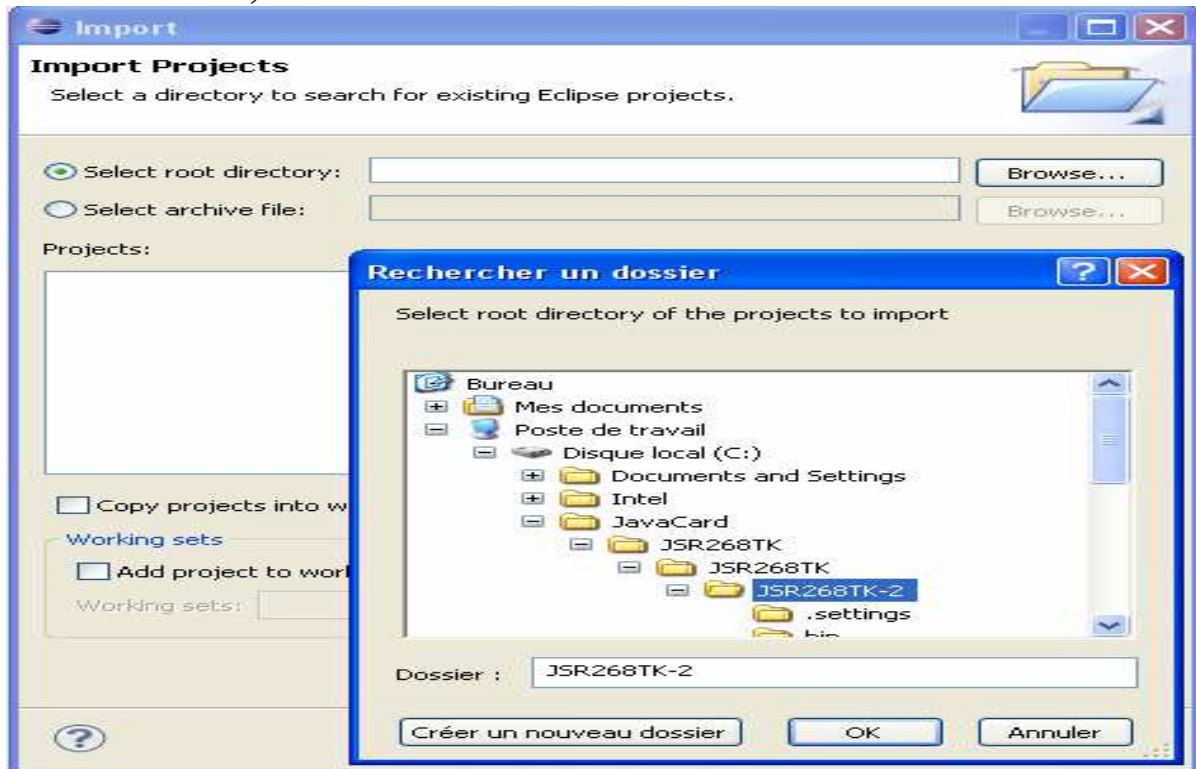 Import
Import Projects
Select a directory to search for existing Eclipse projects.
Select root directory:
Browse...
Select archive file:
Browse...
Projects:
Rechercher un dossier
Select root directory of the projects to import
Bureau
Mes documents
Poste de travail
Disque local (C:)
Documents and Settings
Intel
JavaCard
JSR268TK
JSR268TK
JSR268TK-2
.settings
Copy projects into w
Working sets
Add project to wor
Working sets:
Dossier : JSR268TK-2
Créer un nouveau dossier
OK
Annuler